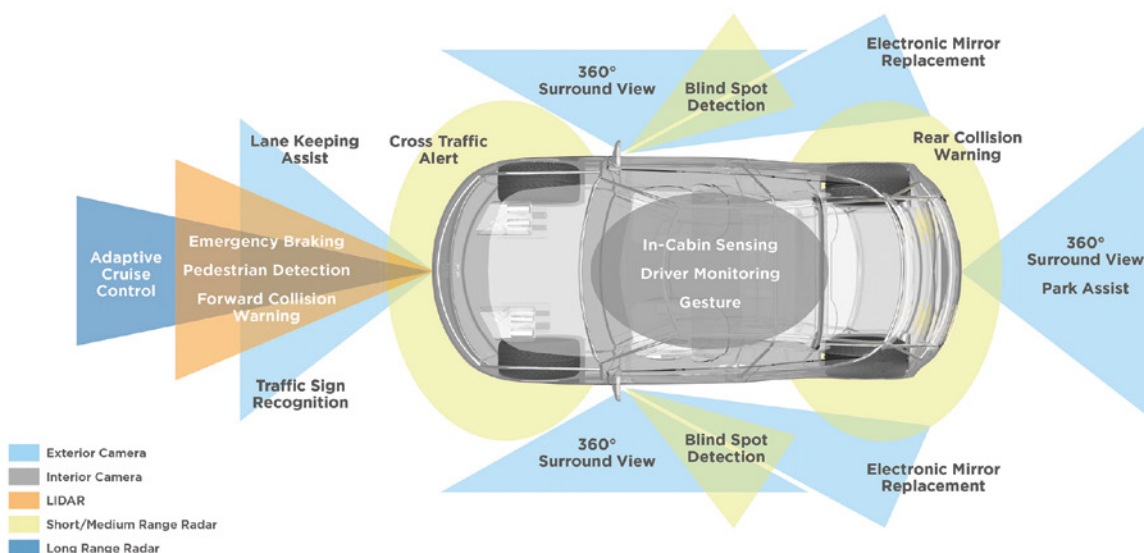 360°
Surround View
Blind Spot
Detection
Electronic Mirror
Replacement
Lane Keeping
Assist
Cross Traffic
Alert
Rear Collision
Warning
Adaptive
Cruise
Control
Emergency Braking
Pedestrian Detection
Forward Collision
Warning
In-Cabin Sensing
Driver Monitoring
Gesture
360°
Surround View
Park Assist
Traffic Sign
Recognition
360°
Surround View
Blind Spot
Detection
Electronic Mirror
Replacement
Exterior Camera
Interior Camera
LIDAR
Short/Medium Range Radar
Long Range Radar